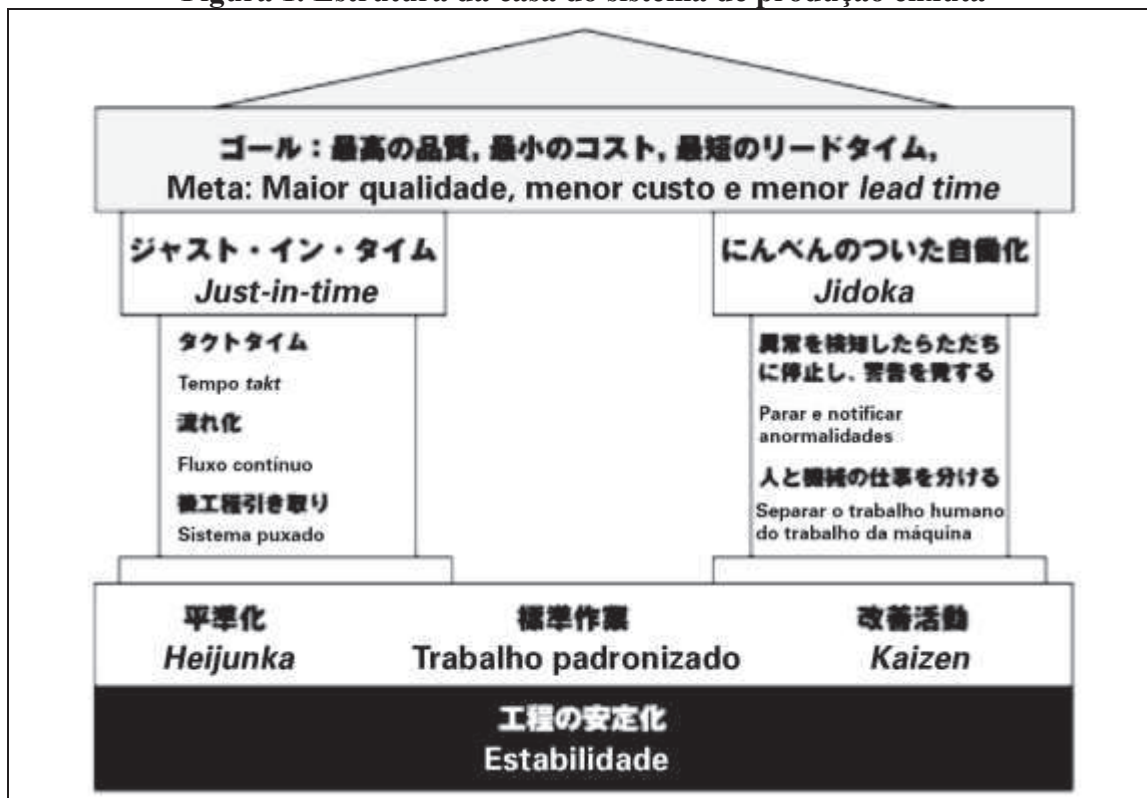 Figura 1: Estrutura da casa do sistema de produção enxuta
ゴール：最高の品質, 最小のコスト, 最短のリードタイム,
Meta: Maior qualidade, menor custo e menor lead time
ジャスト・イン・タイム
Just-in-time
タクトタイム
Tempo takt
流れ化
Fluxo contínuo
後工程引き取り
Sistema puxado
にんべんのついた自働化
Jidoka
異常を検知したらただち
に停止し、警告を発する
Parar e notificar
anormalidades
人と機械の仕事を分ける
Separar o trabalho humano
do trabalho da máquina
平準化
Heijunka
標準作業
Trabalho padronizado
改善活動
Kaizen
工程の安定化
Estabilidade